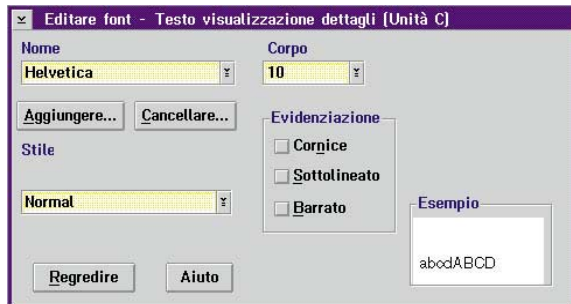 Editare font - Testo visualizzazione dettagli (Unità C)
Nome
Corpo
Helvetica
10
Aggiungere...
Cancellare...
Evidenziazione
Cornice
Sottolineato
Barrato
Stile
Normal
Esempio
abcdABCD
Regredire
Aiuto